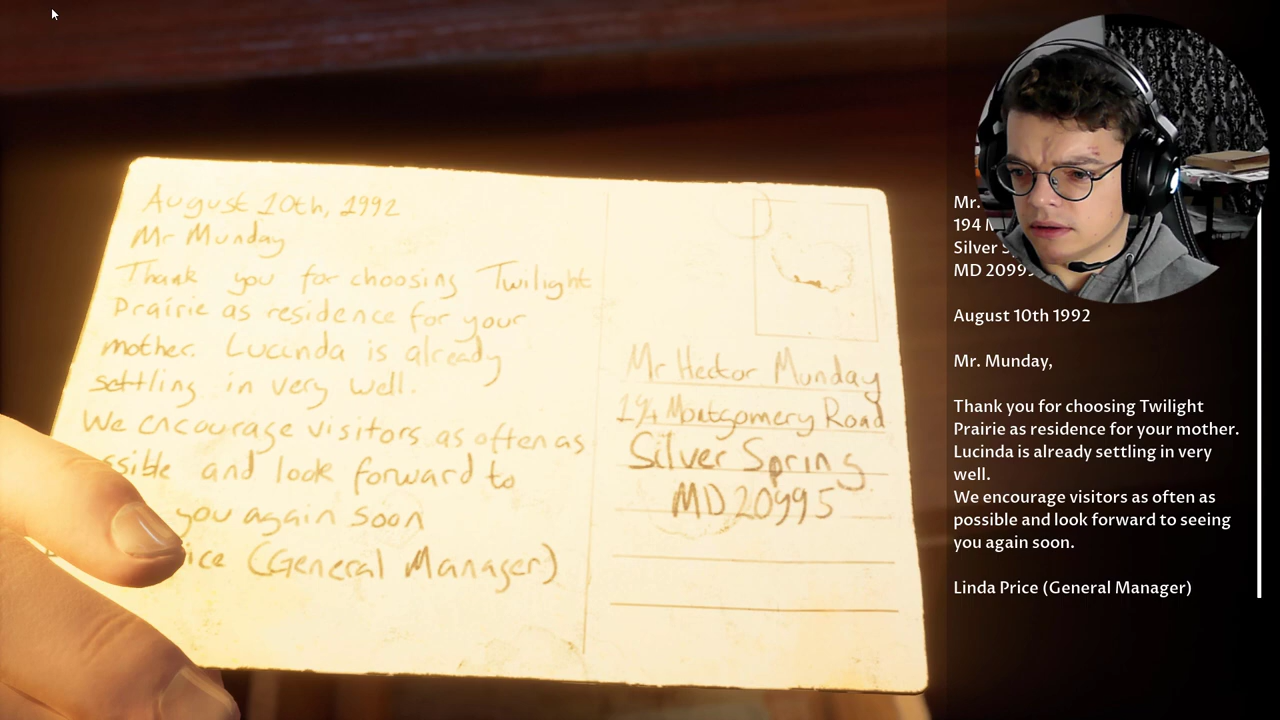 August 10th, 1992
Mr Munday
Thank you for choosing Twilight
Prairie as residence for your
mother. Lucinda is already
settling in very well.
We encourage visitors as often as
and look forward to
you again soon
(General Manager)
Mr Hector Munday
194 Montgomery Road
Silver Spring
MD 20995
Mr.
194
Silver
MD 20995
August 10th 1992
Mr. Munday,
Thank you for choosing Twilight
Prairie as residence for your mother.
Lucinda is already settling in very
well.
We encourage visitors as often as
possible and look forward to seeing
you again soon.
Linda Price (General Manager)